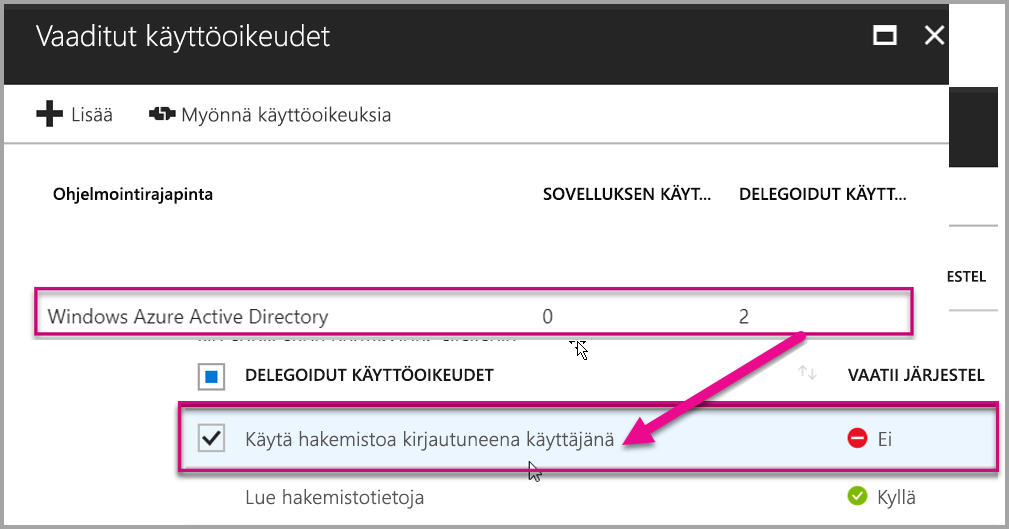 Vaaditut käyttöoikeudet
Lisää Myönnä käyttöoikeuksia
Ohjelmointirajapinta SOVELLUKSEN KÄYT... DELEGOIDUT KÄYTT...
ESTEL
Windows Azure Active Directory 0 2
DELEGOIDUT KÄYTTÖOIKEUDET VAATII JÄRJESTEL
Käytä hakemistoa kirjautuneena käyttäjänä Ei
Lue hakemistotietoja Kyllä